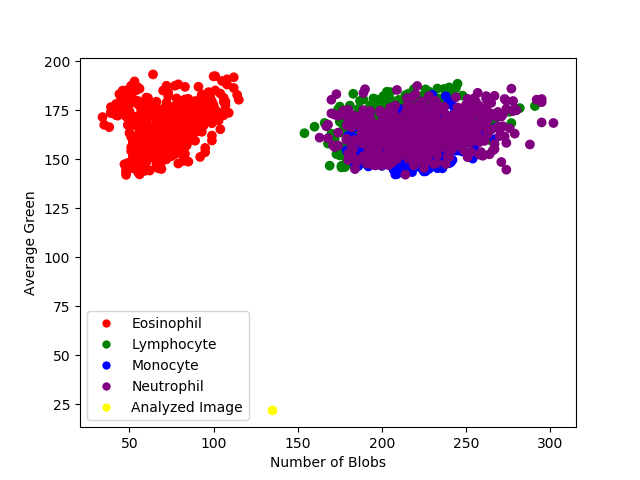 200
175
150
125
100
75
50
25
Average Green
Eosinophil
Lymphocyte
Monocyte
Neutrophil
Analyzed Image
50 100 150 200 250 300
Number of Blobs